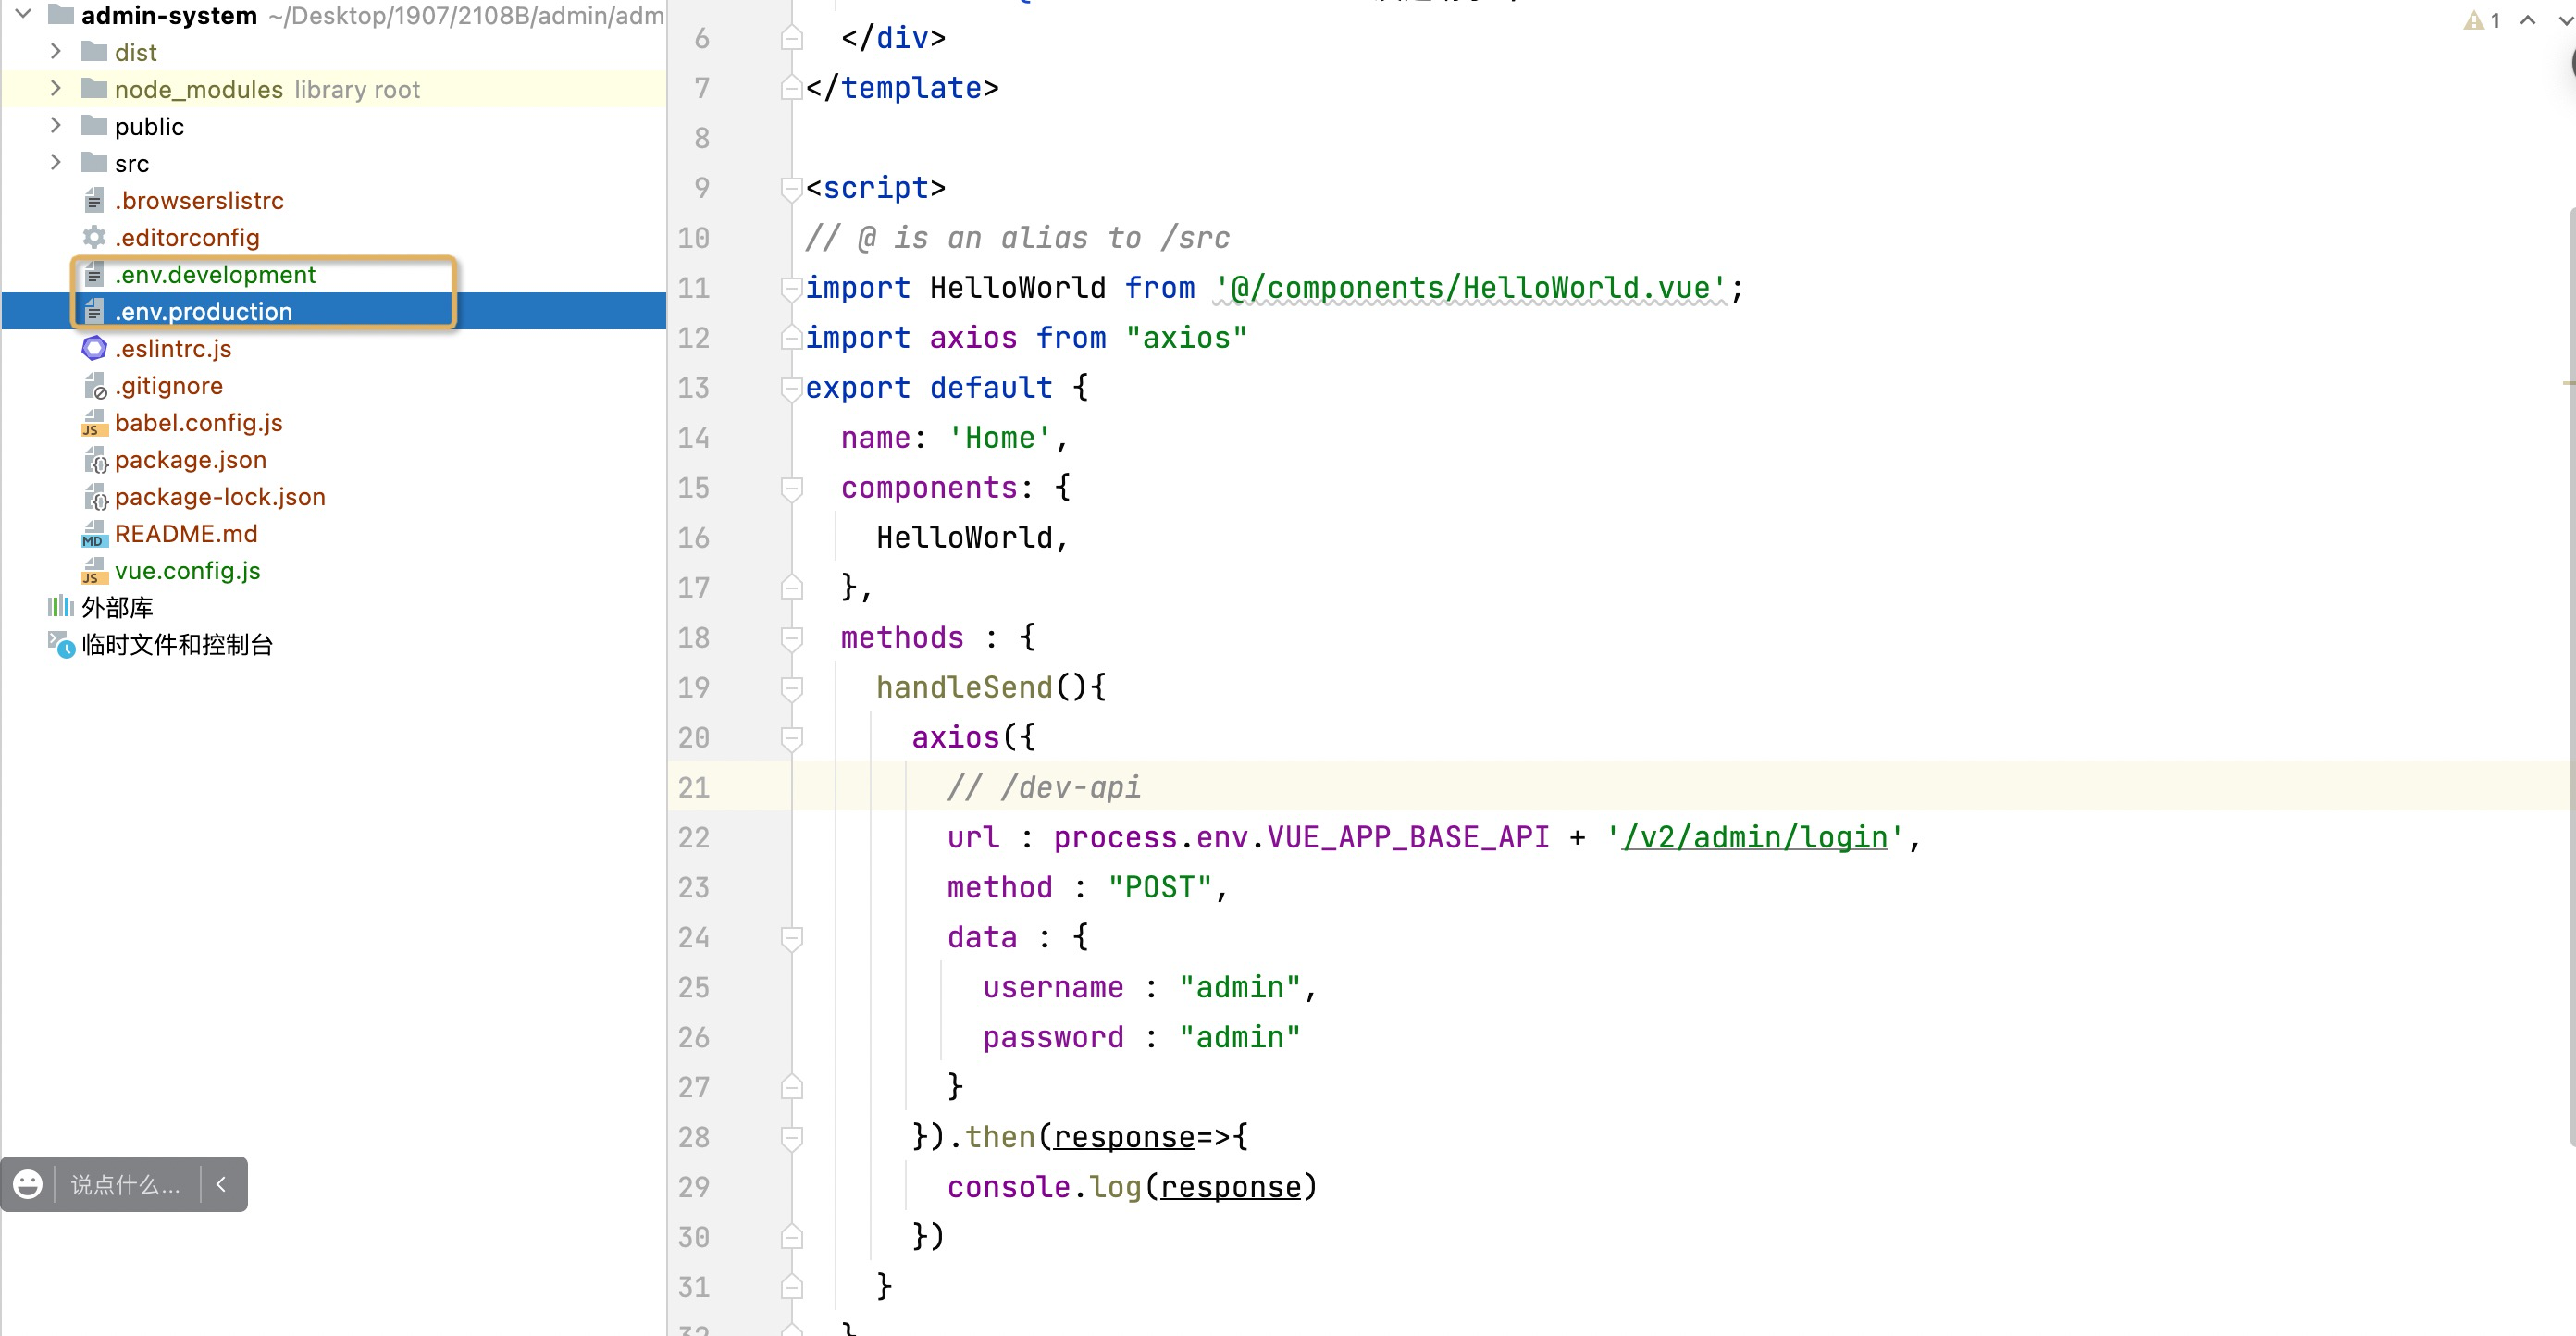 admin-system ~/Desktop/1907/2108B/admin/adm
dist
node_modules library root
public
src
.browserslistrc
.editorconfig
.env.development
.env.production
.eslintrc.js
.gitignore
babel.config.js
package.json
package-lock.json
README.md
vue.config.js
外部库
临时文件和控制台
说点什么...
1
6 </div>
7 </template>
8
9 <script>
10 // @ is an alias to /src
11 import HelloWorld from '@/components/HelloWorld.vue';
12 import axios from "axios"
13 export default {
14 name: 'Home',
15 components: {
16 HelloWorld,
17 },
18 methods : {
19 handleSend(){
20 axios({
21 // /dev-api
22 url : process.env.VUE_APP_BASE_API + '/v2/admin/login',
23 method : "POST",
24 data : {
25 username : "admin",
26 password : "admin"
27 }
28 }).then(response=>{
29 console.log(response)
30 })
31 }
32 }